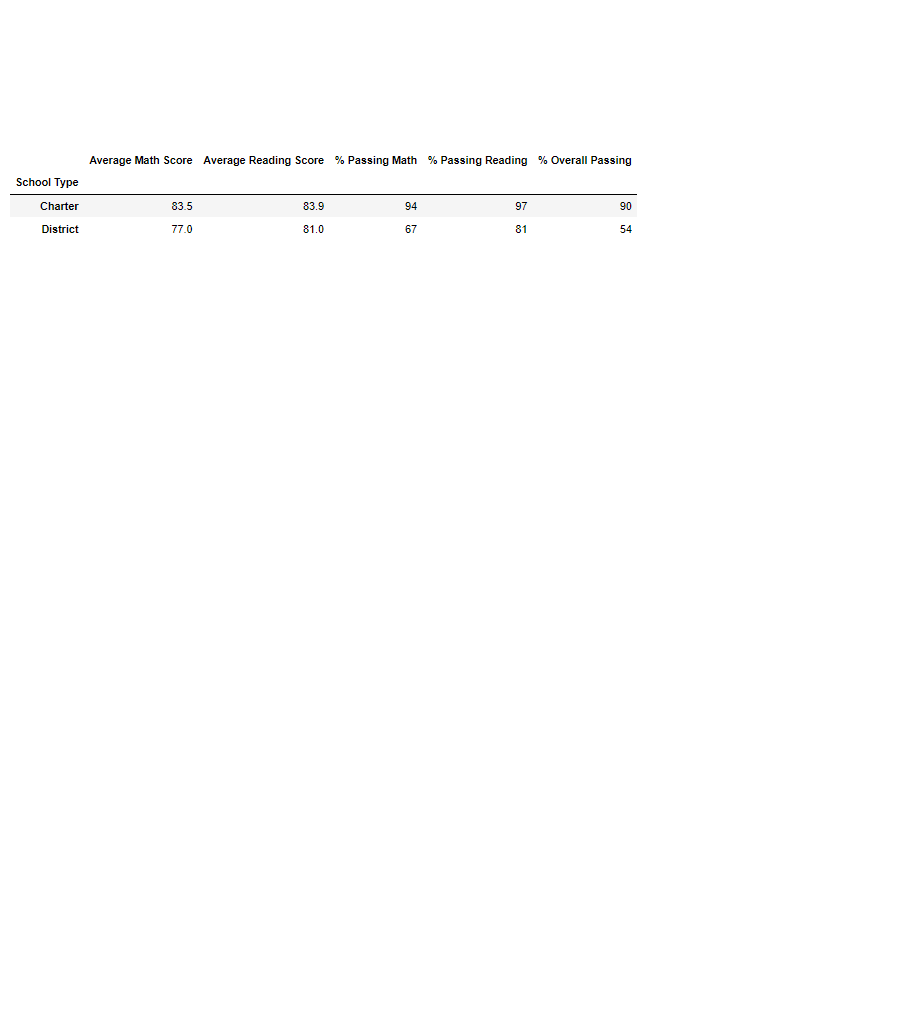 Average Math Score Average Reading Score % Passing Math % Passing Reading % Overall Passing
School Type
Charter 83.5 83.9 94 97 90
District 77.0 81.0 67 81 54